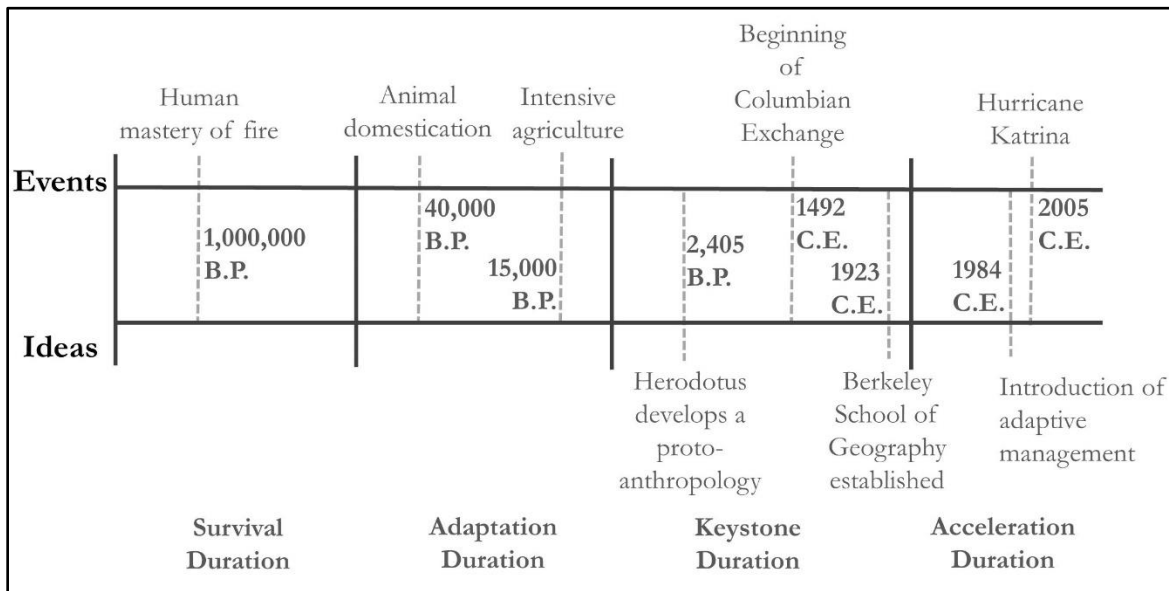 Human
mastery of fire
Animal
domestication
Intensive
agriculture
Beginning
of
Columbian
Exchange
Hurricane
Katrina
Events
1,000,000
B.P.
40,000
B.P.
15,000
B.P.
2,405
B.P.
1492
C.E.
1923
C.E.
1984
C.E.
2005
C.E.
Ideas
Herodotus
develops a
proto-
anthropology
Berkeley
School of
Geography
established
Introduction of
adaptive
management
Survival
Duration
Adaptation
Duration
Keystone
Duration
Acceleration
Duration